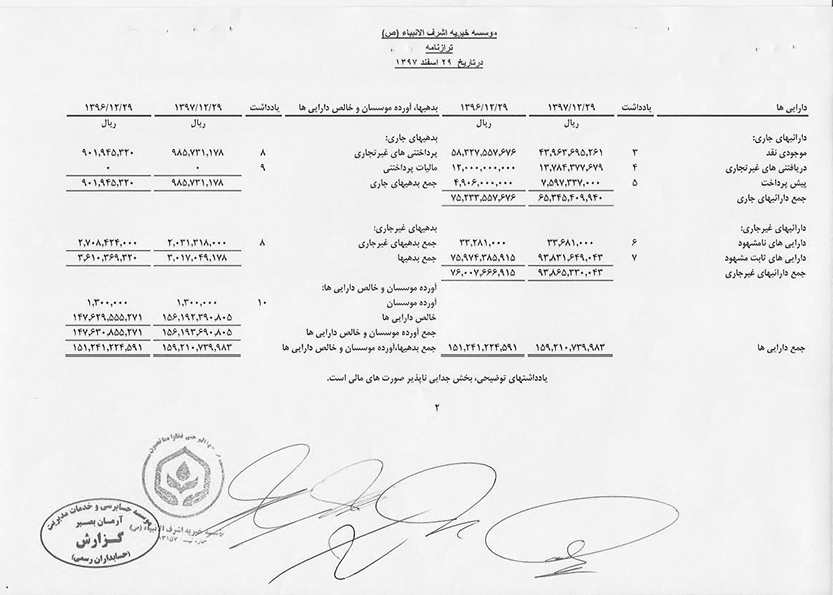 موسسه خیریه اشرف الانبیاء (ص)
ترازنامه
درتاریخ ۲۹ اسفند ۱۳۹۷
دارایی ها یادداشت ۱۳۹۷/۱۲/۲۹ ۱۳۹۶/۱۲/۲۹ بدهیها، آورده موسسان و خالص دارایی ها یادداشت ۱۳۹۷/۱۲/۲۹ ۱۳۹۶/۱۲/۲۹
ریال ریال ریال ریال
دارائیهای جاری: بدهیهای جاری:
موجودی نقد ۳ ۴۳,۹۶۳,۶۹۵,۲۶۱ ۵۸,۳۲۷,۵۵۷,۶۷۶ پرداختنی های غیرتجاری ۸ ۹۸۵,۷۳۱,۱۷۸ ۹۰۱,۹۴۵,۳۲۰
دریافتنی های غیرتجاری ۴ ۱۳,۷۸۴,۳۷۷,۶۷۹ ۱۲,۰۰۰,۰۰۰,۰۰۰ مالیات پرداختنی ۹ ۰ ۰
پیش پرداخت ۵ ۷,۵۹۷,۳۳۷,۰۰۰ ۴,۹۰۶,۰۰۰,۰۰۰ جمع بدهیهای جاری ۹۸۵,۷۳۱,۱۷۸ ۹۰۱,۹۴۵,۳۲۰
جمع دارائیهای جاری ۶۵,۳۴۵,۴۰۹,۹۴۰ ۷۵,۲۳۳,۵۵۷,۶۷۶
دارائیهای غیرجاری: بدهیهای غیرجاری:
دارایی های نامشهود ۶ ۳۳,۶۸۱,۰۰۰ ۳۳,۲۸۱,۰۰۰ جمع بدهیهای غیرجاری ۸ ۲,۰۳۱,۳۱۸,۰۰۰ ۲,۷۰۸,۴۲۴,۰۰۰
دارایی های ثابت مشهود ۷ ۹۳,۸۳۱,۶۴۹,۰۴۳ ۷۵,۹۷۴,۳۸۵,۹۱۵ جمع بدهیها ۳,۰۱۷,۰۴۹,۱۷۸ ۳,۶۱۰,۳۶۹,۳۲۰
جمع دارائیهای غیرجاری ۹۳,۸۶۵,۳۳۰,۰۴۳ ۷۶,۰۰۷,۶۶۶,۹۱۵
آورده موسسان و خالص دارایی ها:
آورده موسسان ۱۰ ۱,۳۰۰,۰۰۰ ۱,۳۰۰,۰۰۰
خالص دارایی ها ۱۵۶,۱۹۲,۳۹۰,۸۰۵ ۱۴۷,۶۲۹,۵۵۵,۲۷۱
جمع آورده موسسان و خالص دارایی ها ۱۵۶,۱۹۳,۶۹۰,۸۰۵ ۱۴۷,۶۳۰,۸۵۵,۲۷۱
جمع دارایی ها ۱۵۹,۲۱۰,۷۳۹,۹۸۳ ۱۵۱,۲۴۱,۲۲۴,۵۹۱ جمع بدهیها،آورده موسسان و خالص دارایی ها ۱۵۹,۲۱۰,۷۳۹,۹۸۳ ۱۵۱,۲۴۱,۲۲۴,۵۹۱
یادداشتهای توضیحی، بخش جدایی ناپذیر صورت های مالی است.
۲
موسسه خیریه اشرف الانبیاء (ص)
موسسه حسابرسی و خدمات مدیریت
آرمان بصیر
گزارش
(حسابداران رسمی)